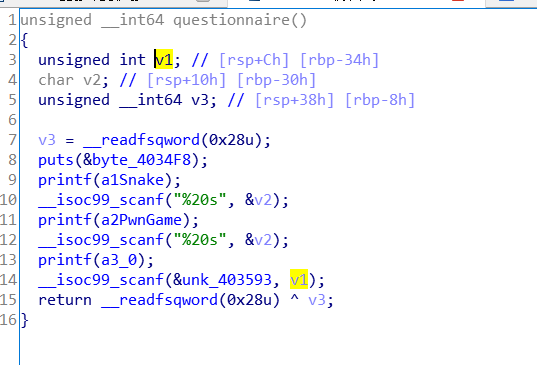 1 unsigned __int64 questionnaire()
2 {
3 unsigned int v1; // [rsp+Ch] [rbp-34h]
4 char v2; // [rsp+10h] [rbp-30h]
5 unsigned __int64 v3; // [rsp+38h] [rbp-8h]
6
7 v3 = __readfsqword(0x28u);
8 puts(&byte_4034F8);
9 printf(a1Snake);
10 __isoc99_scanf("%20s", &v2);
11 printf(a2PwnGame);
12 __isoc99_scanf("%20s", &v2);
13 printf(a3_0);
14 __isoc99_scanf(&unk_403593, v1);
15 return __readfsqword(0x28u) ^ v3;
16 }